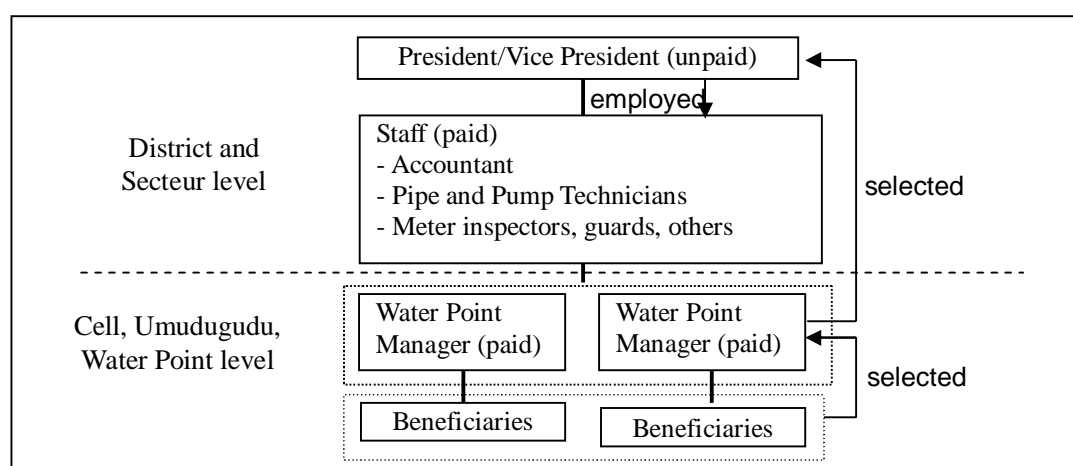 President/Vice President (unpaid)
employed
Staff (paid)
- Accountant
- Pipe and Pump Technicians
- Meter inspectors, guards, others
District and
Secteur level
selected
Cell, Umudugudu,
Water Point level
Water Point
Manager (paid)
Water Point
Manager (paid)
selected
Beneficiaries
Beneficiaries